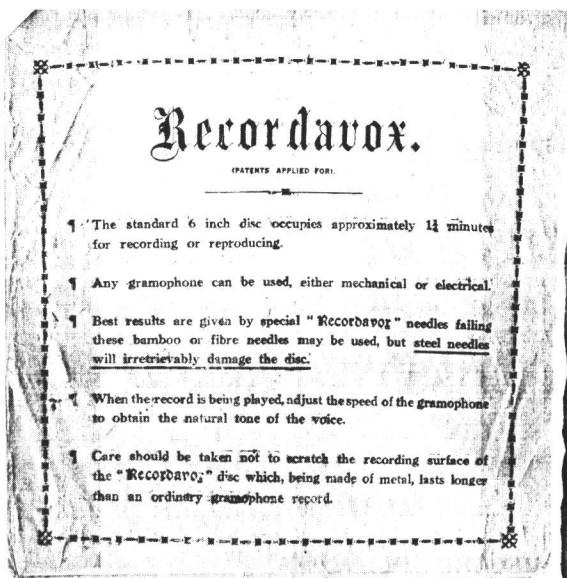 Recordavox.
(PATENTS APPLIED FOR).
¶ The standard 6 inch disc occupies approximately 1¼ minutes
for recording or reproducing.
¶ Any gramophone can be used, either mechanical or electrical.
¶ Best results are given by special "Recordavox" needles failing
these bamboo or fibre needles may be used, but steel needles
will irretrievably damage the disc.
¶ When the record is being played, adjust the speed of the gramophone
to obtain the natural tone of the voice.
¶ Care should be taken not to scratch the recording surface of
the "Recordavox" disc which, being made of metal, lasts longer
than an ordinary gramophone record.